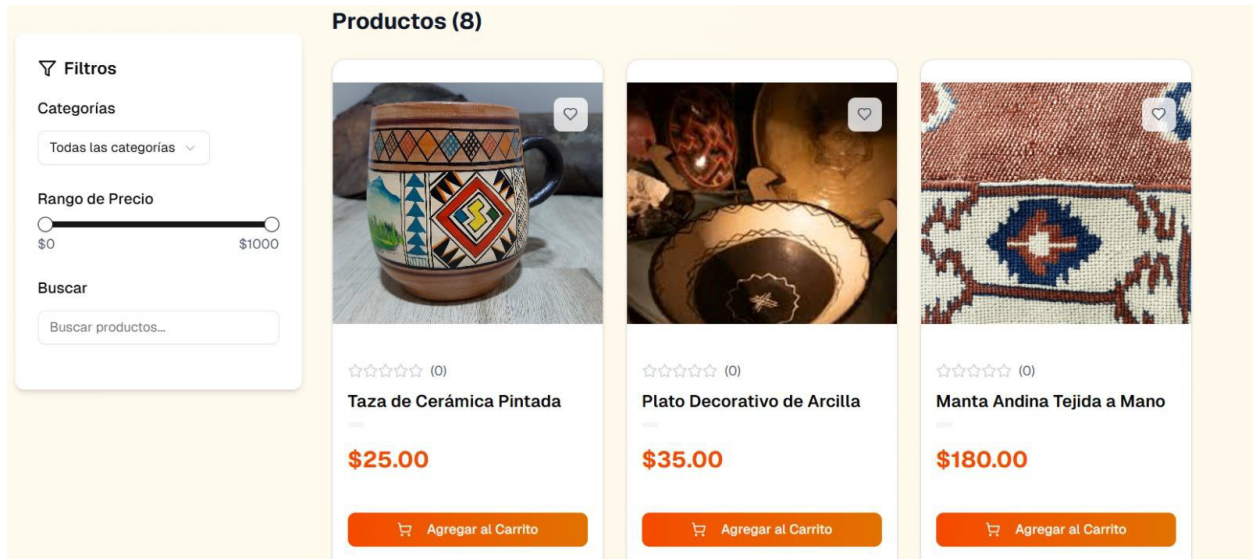 Productos (8)
Filtros
Categorías
Todas las categorías
Rango de Precio
$0 $1000
Buscar
Buscar productos...
(0)
Taza de Cerámica Pintada
$25.00
Agregar al Carrito
(0)
Plato Decorativo de Arcilla
$35.00
Agregar al Carrito
(0)
Manta Andina Tejida a Mano
$180.00
Agregar al Carrito